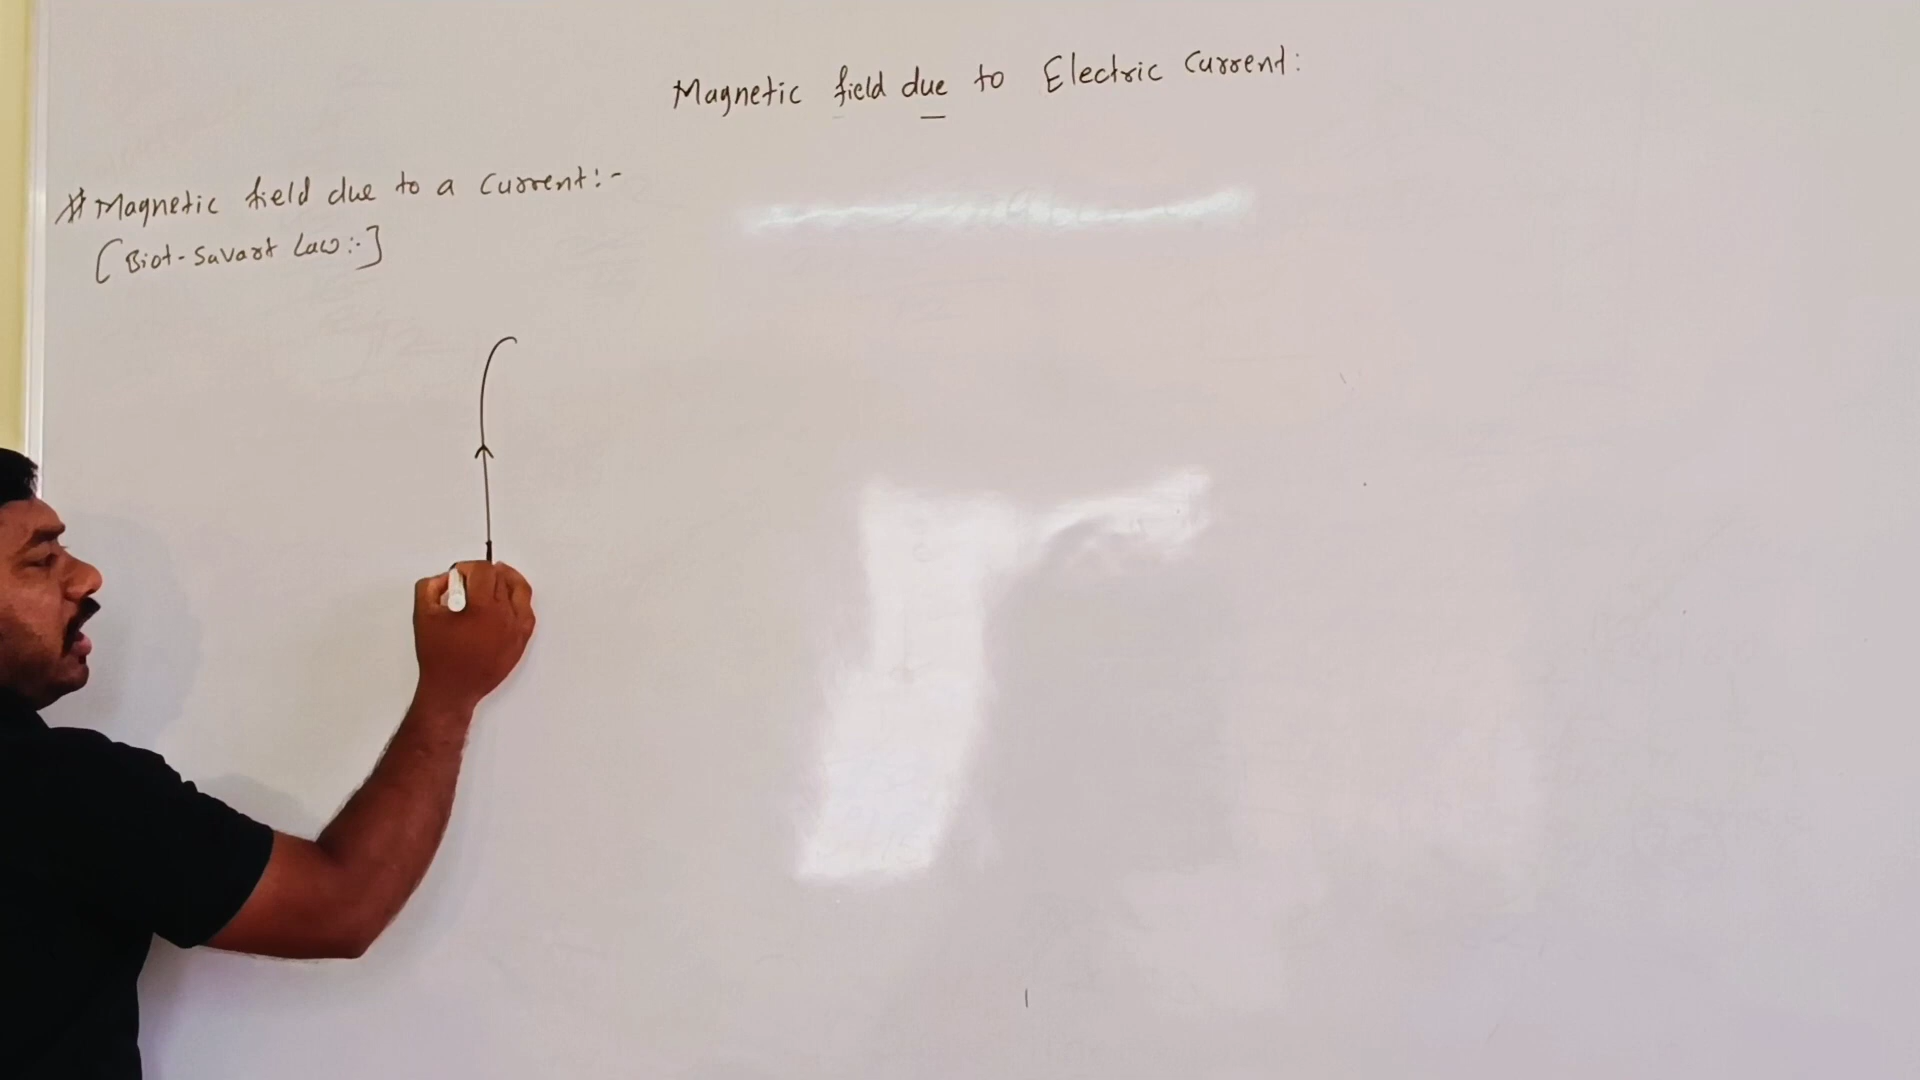 Magnetic field due to Electric Current:
# Magnetic field due to a current:-
[Biot-Savart Law:-]